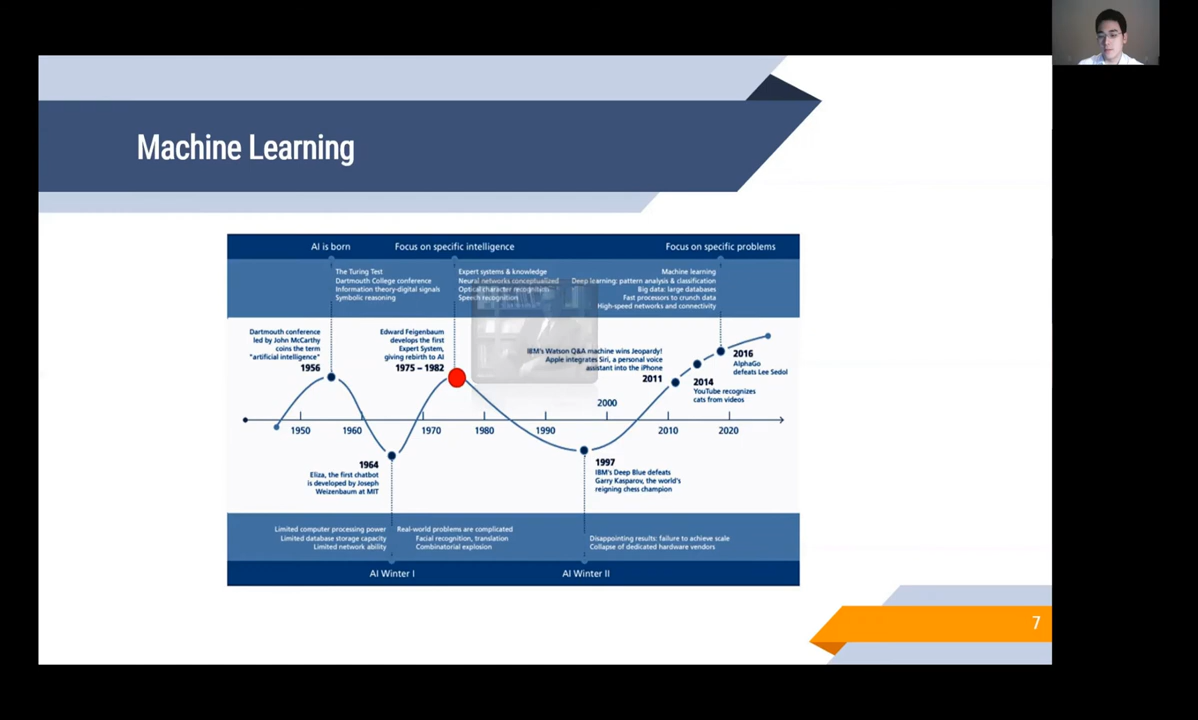 Machine Learning
AI is born
Focus on specific intelligence
Focus on specific problems
The Turing Test
Dartmouth College conference
Information theory-digital signals
Symbolic reasoning
Expert systems & knowledge
Neural networks conceptualized
Optical character recognition
Speech recognition
Machine learning
Deep learning: pattern analysis & classification
Big data: large databases
Fast processors to crunch data
High-speed networks and connectivity
Dartmouth conference
led by John McCarthy
coins the term
"artificial intelligence"
1956
Edward Feigenbaum
develops the first
Expert System,
giving rebirth to AI
1975 – 1982
IBM's Watson Q&A machine wins Jeopardy!
Apple integrates Siri, a personal voice
assistant into the iPhone
2011
2016
AlphaGo
defeats Lee Sedol
2014
YouTube recognizes
cats from videos
2000
1950
1960
1970
1980
1990
2010
2020
1964
Eliza, the first chatbot
is developed by Joseph
Weizenbaum at MIT
1997
IBM's Deep Blue defeats
Garry Kasparov, the world's
reigning chess champion
Limited computer processing power
Limited database storage capacity
Limited network ability
Real-world problems are complicated
Facial recognition, translation
Combinatorial explosion
Disappointing results: failure to achieve scale
Collapse of dedicated hardware vendors
AI Winter I
AI Winter II
7